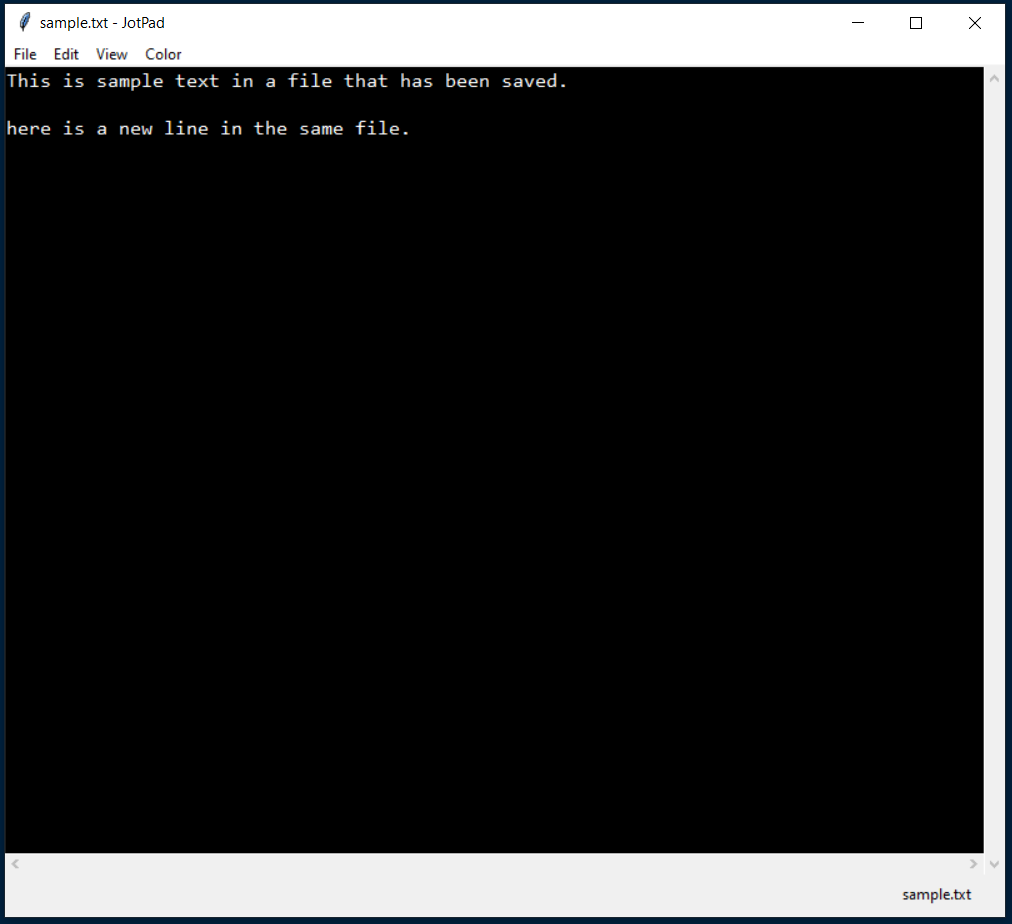 sample.txt - JotPad
File Edit View Color
This is sample text in a file that has been saved.
here is a new line in the same file.
sample.txt